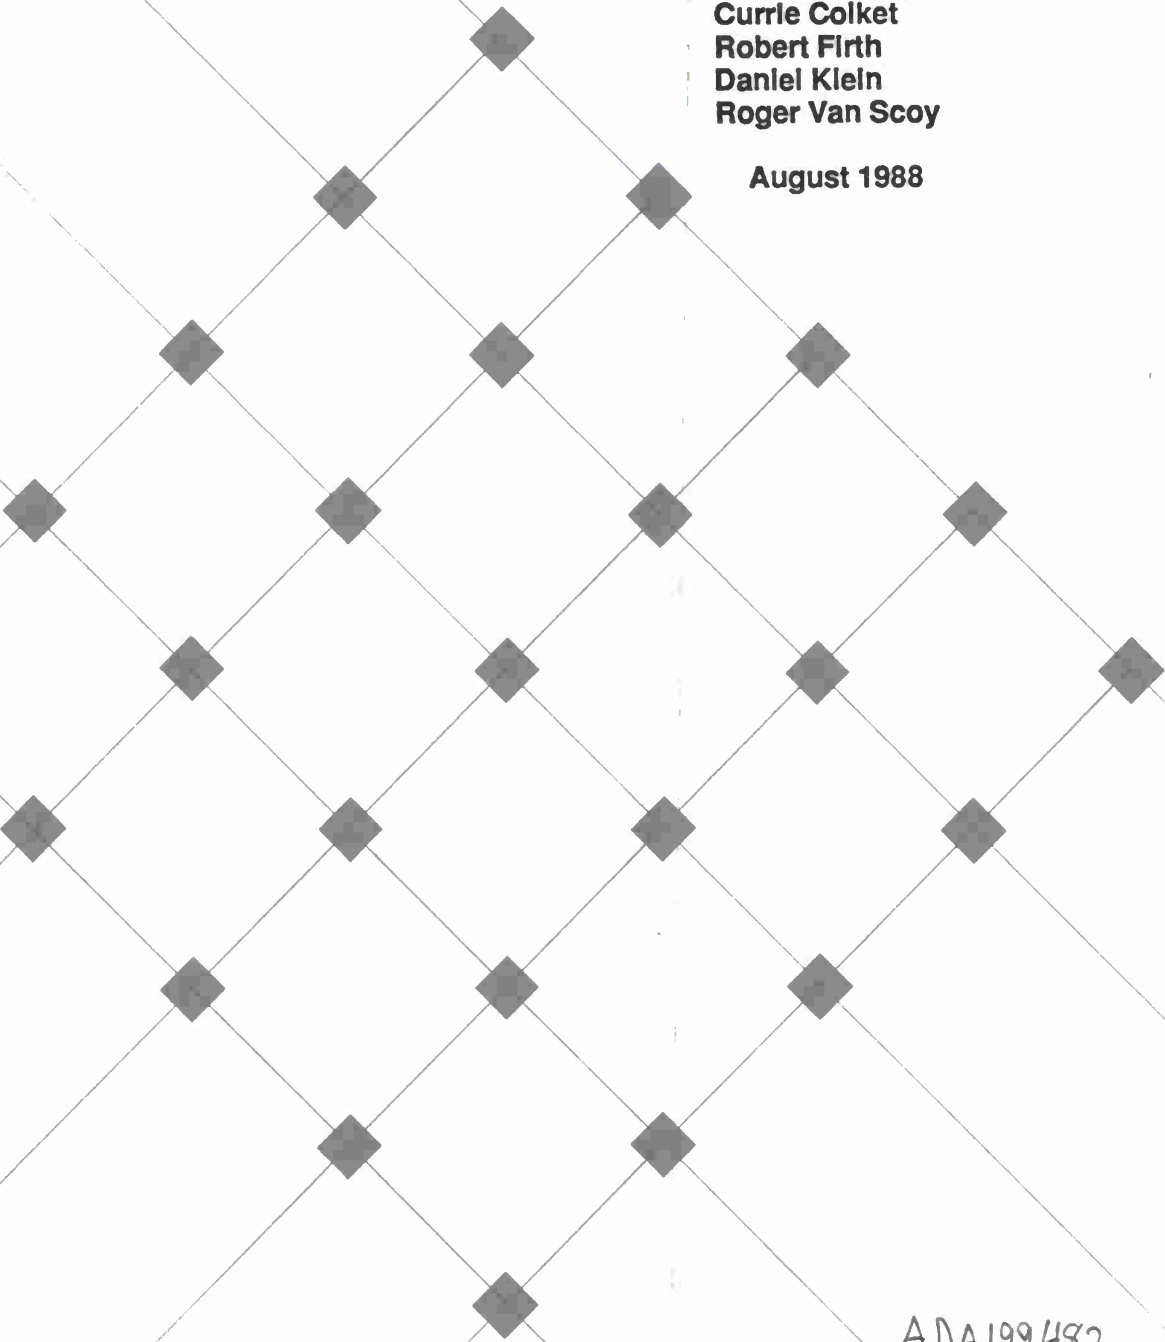 Currie Colket
Robert Firth
Daniel Klein
Roger Van Scoy
August 1988